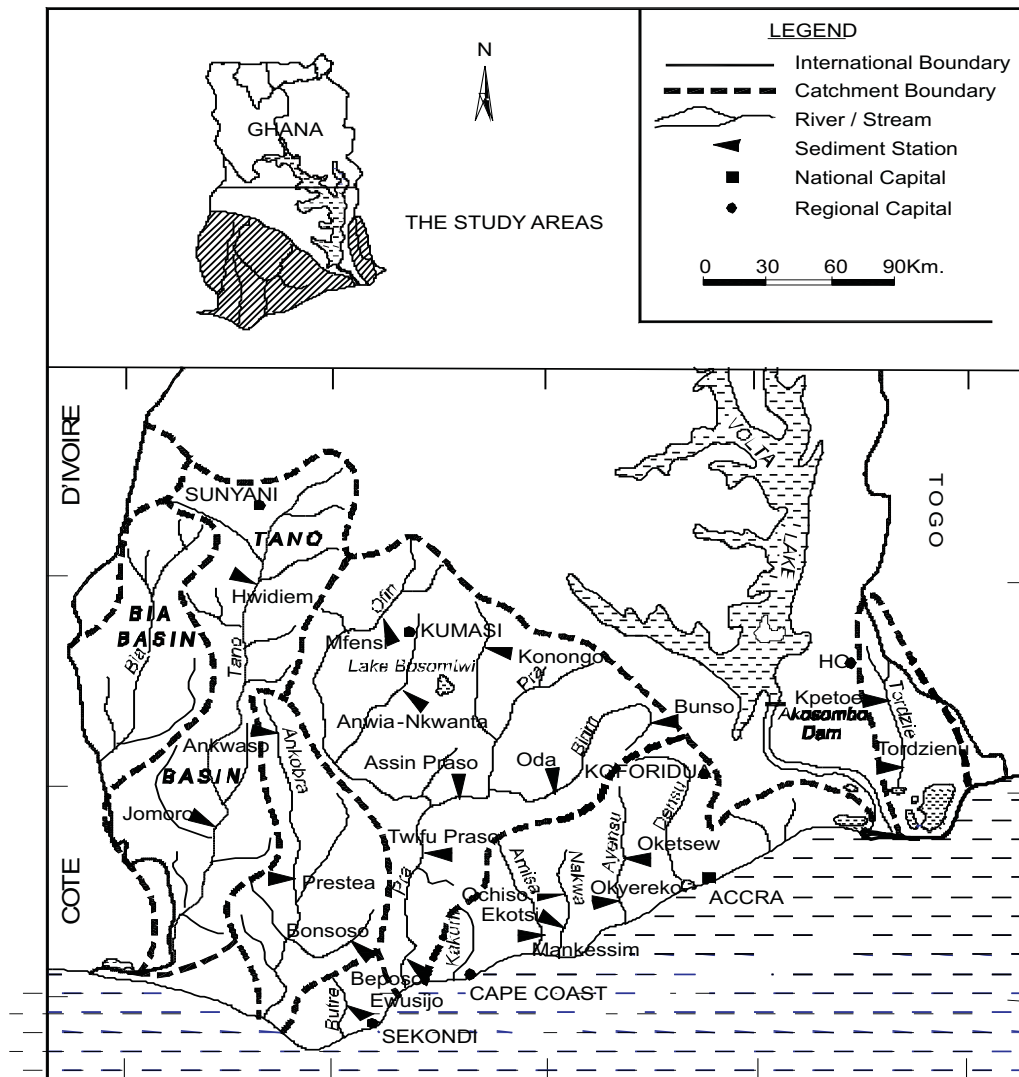 LEGEND
International Boundary
Catchment Boundary
River / Stream
Sediment Station
National Capital
Regional Capital
0 30 60 90Km.
N
GHANA
THE STUDY AREAS
COTE D'IVOIRE
TOGO
VOLTA LAKE
SUNYANI
TANO
BASIN
Hwidiem
BIA
BASIN
Bia
Tano
Ofin
Mfensi
KUMASI
Lake Bosomtwi
Konongo
Pra
HO
Kpetoe
Akosombo
Dam
Tordzie
Tordzienu
Anwia-Nkwanta
Bunso
Birim
Ankwaso
Ankobra
Assin Praso
Oda
KOFORIDUA
Densu
Jomoro
Twifu Praso
Pra
Amisa
Nakwa
Ayensu
Oketsew
Prestea
Ochiso
Okyereko
ACCRA
Ekotsi
Bonsoso
Kakum
Mankessim
Beposo
CAPE COAST
Ewusijo
Butre
SEKONDI